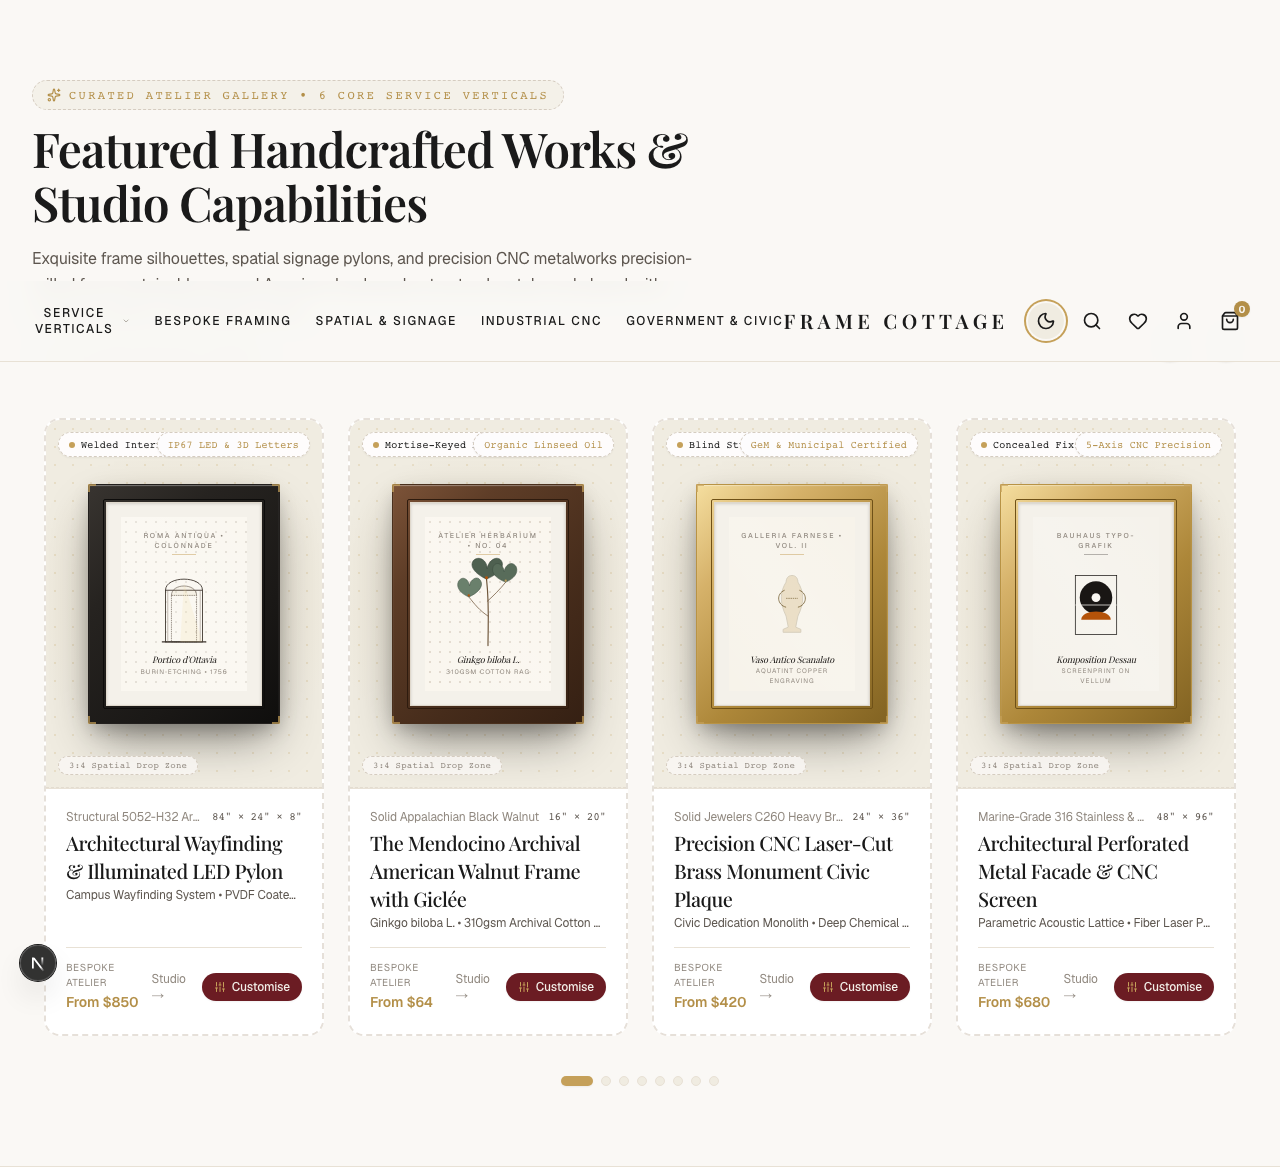 CURATED ATELIER GALLERY • 6 CORE SERVICE VERTICALS
Featured Handcrafted Works &
Studio Capabilities
Exquisite frame silhouettes, spatial signage pylons, and precision CNC metalworks precision-
SERVICE
VERTICALS
BESPOKE FRAMING
SPATIAL & SIGNAGE
INDUSTRIAL CNC
GOVERNMENT & CIVIC
FRAME COTTAGE
0
Welded Inter
IP67 LED & 3D Letters
ROMA ANTIQUA •
COLONNADE
Portico d'Ottavia
BURIN ETCHING • 1756
3:4 Spatial Drop Zone
Structural 5052-H32 Ar...
84" × 24" × 8"
Architectural Wayfinding
& Illuminated LED Pylon
Campus Wayfinding System • PVDF Coate...
BESPOKE
ATELIER
From $850
Studio
→
Customise
Mortise-Keyed
Organic Linseed Oil
ATELIER HERBARIUM
• NO. 04
Ginkgo biloba L.
310GSM COTTON RAG
3:4 Spatial Drop Zone
Solid Appalachian Black Walnut
16" × 20"
The Mendocino Archival
American Walnut Frame
with Giclée
Ginkgo biloba L. • 310gsm Archival Cotton ...
BESPOKE
ATELIER
From $64
Studio
→
Customise
Blind St
GeM & Municipal Certified
GALLERIA FARNESE •
VOL. II
Vaso Antico Scanalato
AQUATINT COPPER
ENGRAVING
3:4 Spatial Drop Zone
Solid Jewelers C260 Heavy Br...
24" × 36"
Precision CNC Laser-Cut
Brass Monument Civic
Plaque
Civic Dedication Monolith • Deep Chemical ...
BESPOKE
ATELIER
From $420
Studio
→
Customise
Concealed Fix
5-Axis CNC Precision
BAUHAUS TYPO-
GRAFIK
Komposition Dessau
SCREENPRINT ON
VELLUM
3:4 Spatial Drop Zone
Marine-Grade 316 Stainless & ...
48" × 96"
Architectural Perforated
Metal Facade & CNC
Screen
Parametric Acoustic Lattice • Fiber Laser P...
BESPOKE
ATELIER
From $680
Studio
→
Customise
N